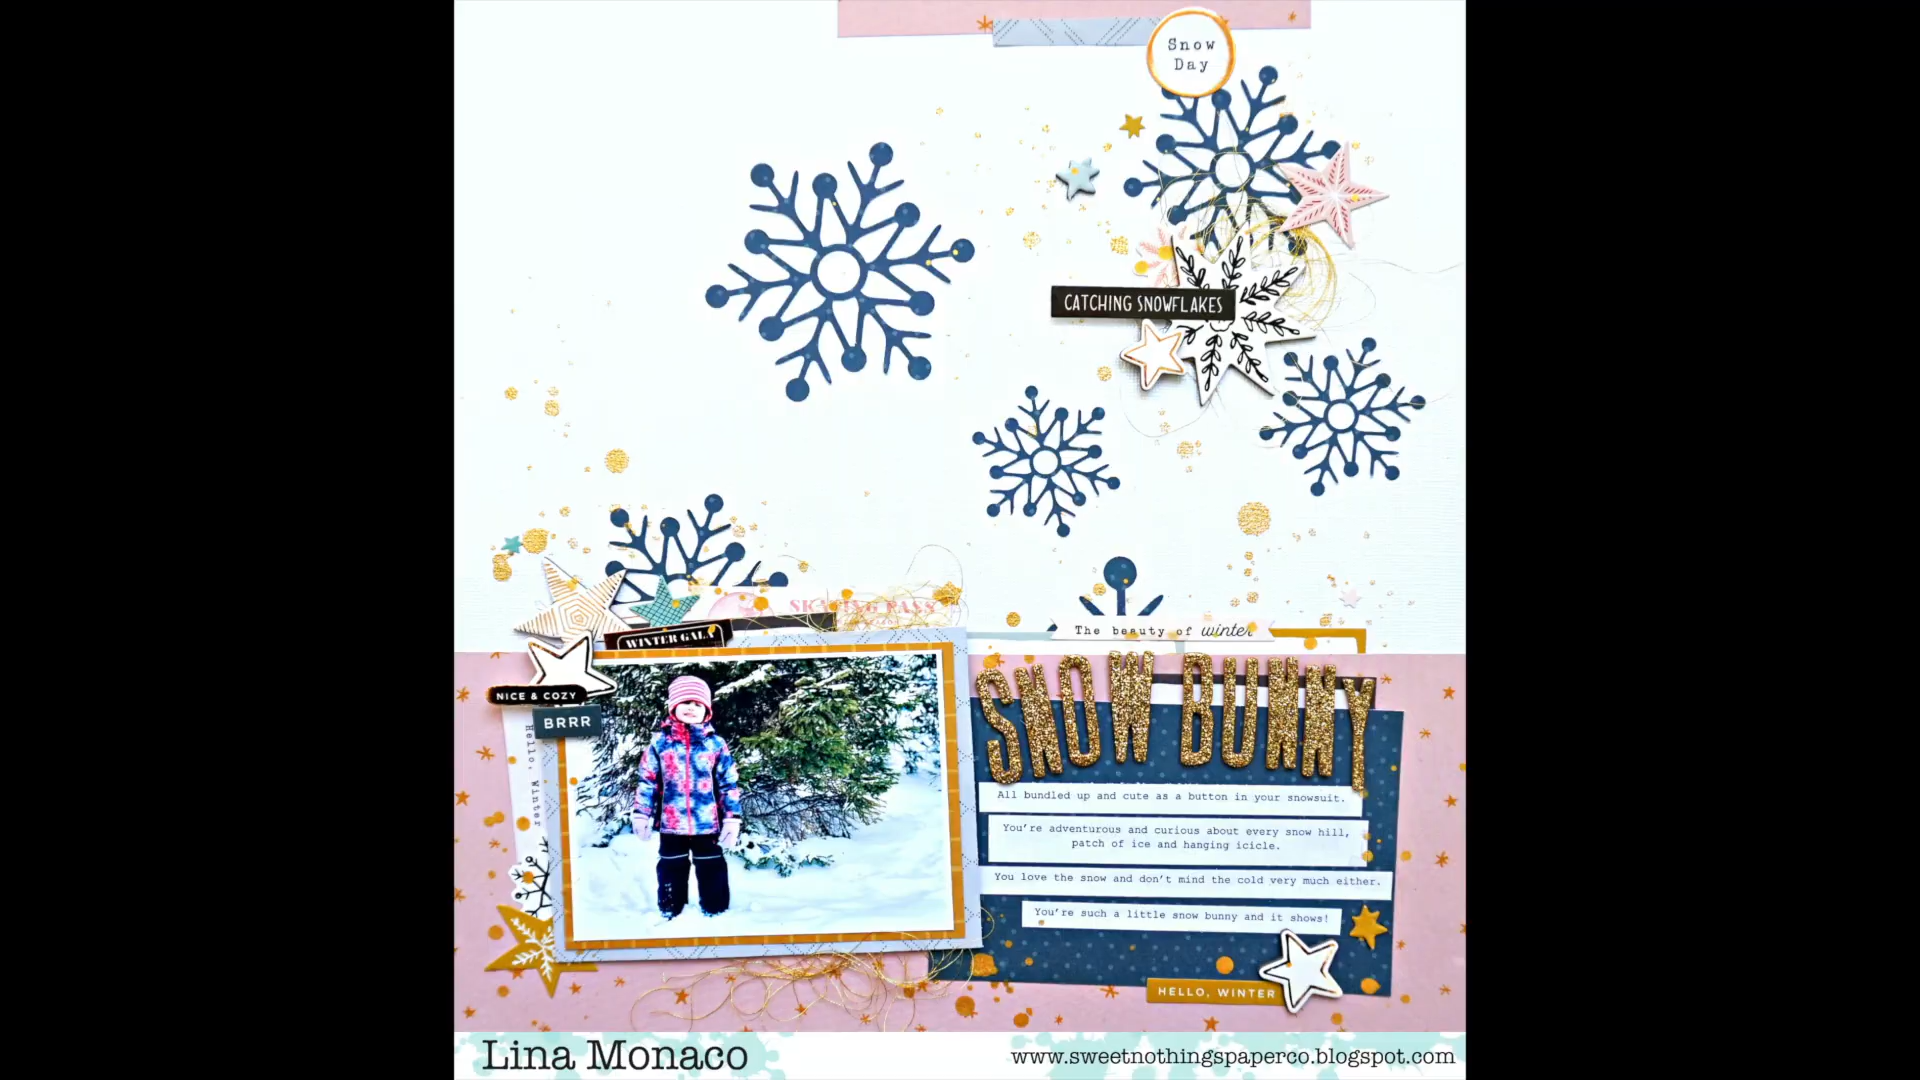 Snow
Day
CATCHING SNOWFLAKES
SKATING PASS
The beauty of winter
WINTER GALA
NICE & COZY
BRRR
Hello, Winter
SNOW BUNNY
All bundled up and cute as a button in your snowsuit.
You're adventurous and curious about every snow hill,
patch of ice and hanging icicle.
You love the snow and don't mind the cold very much either.
You're such a little snow bunny and it shows!
HELLO, WINTER
Lina Monaco
www.sweetnothingspaperco.blogspot.com